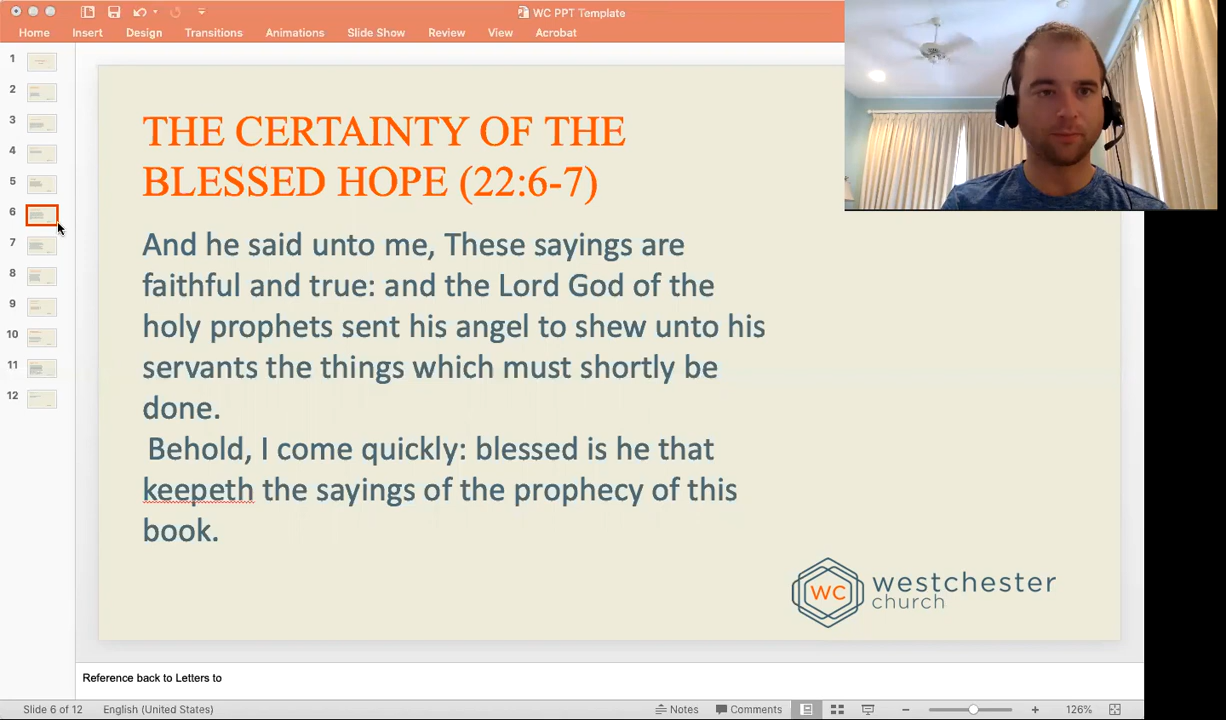 WC PPT Template
Home Insert Design Transitions Animations Slide Show Review View Acrobat
1
2
3
4
5
6
7
8
9
10
11
12
THE CERTAINTY OF THE
BLESSED HOPE (22:6-7)
And he said unto me, These sayings are
faithful and true: and the Lord God of the
holy prophets sent his angel to shew unto his
servants the things which must shortly be
done.
Behold, I come quickly: blessed is he that
keepeth the sayings of the prophecy of this
book.
WC westchester
church
Reference back to Letters to
Slide 6 of 12 English (United States) Notes Comments 126%